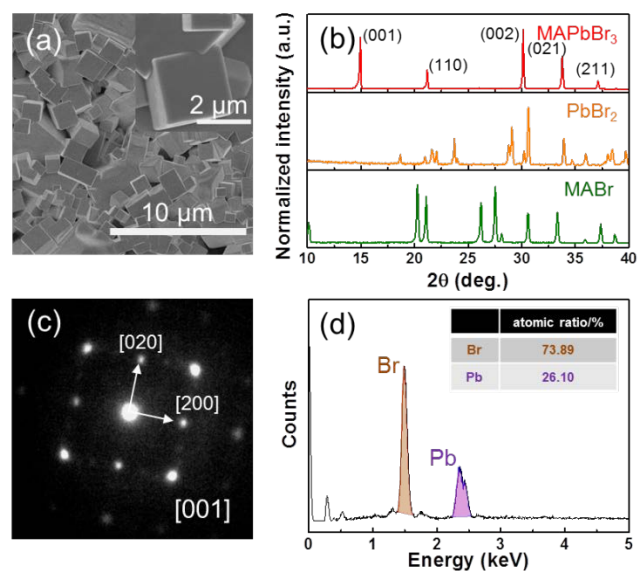 (a)
2 µm
10 µm
(b)
MAPbBr3
(001)
(110)
(002)
(021)
(211)
PbBr2
MABr
Normalized intensity (a.u.)
10 15 20 25 30 35 40
2θ (deg.)
(c)
[020]
[200]
[001]
(d)
atomic ratio/%
Br 73.89
Pb 26.10
Br
Pb
Counts
0 1 2 3 4 5
Energy (keV)